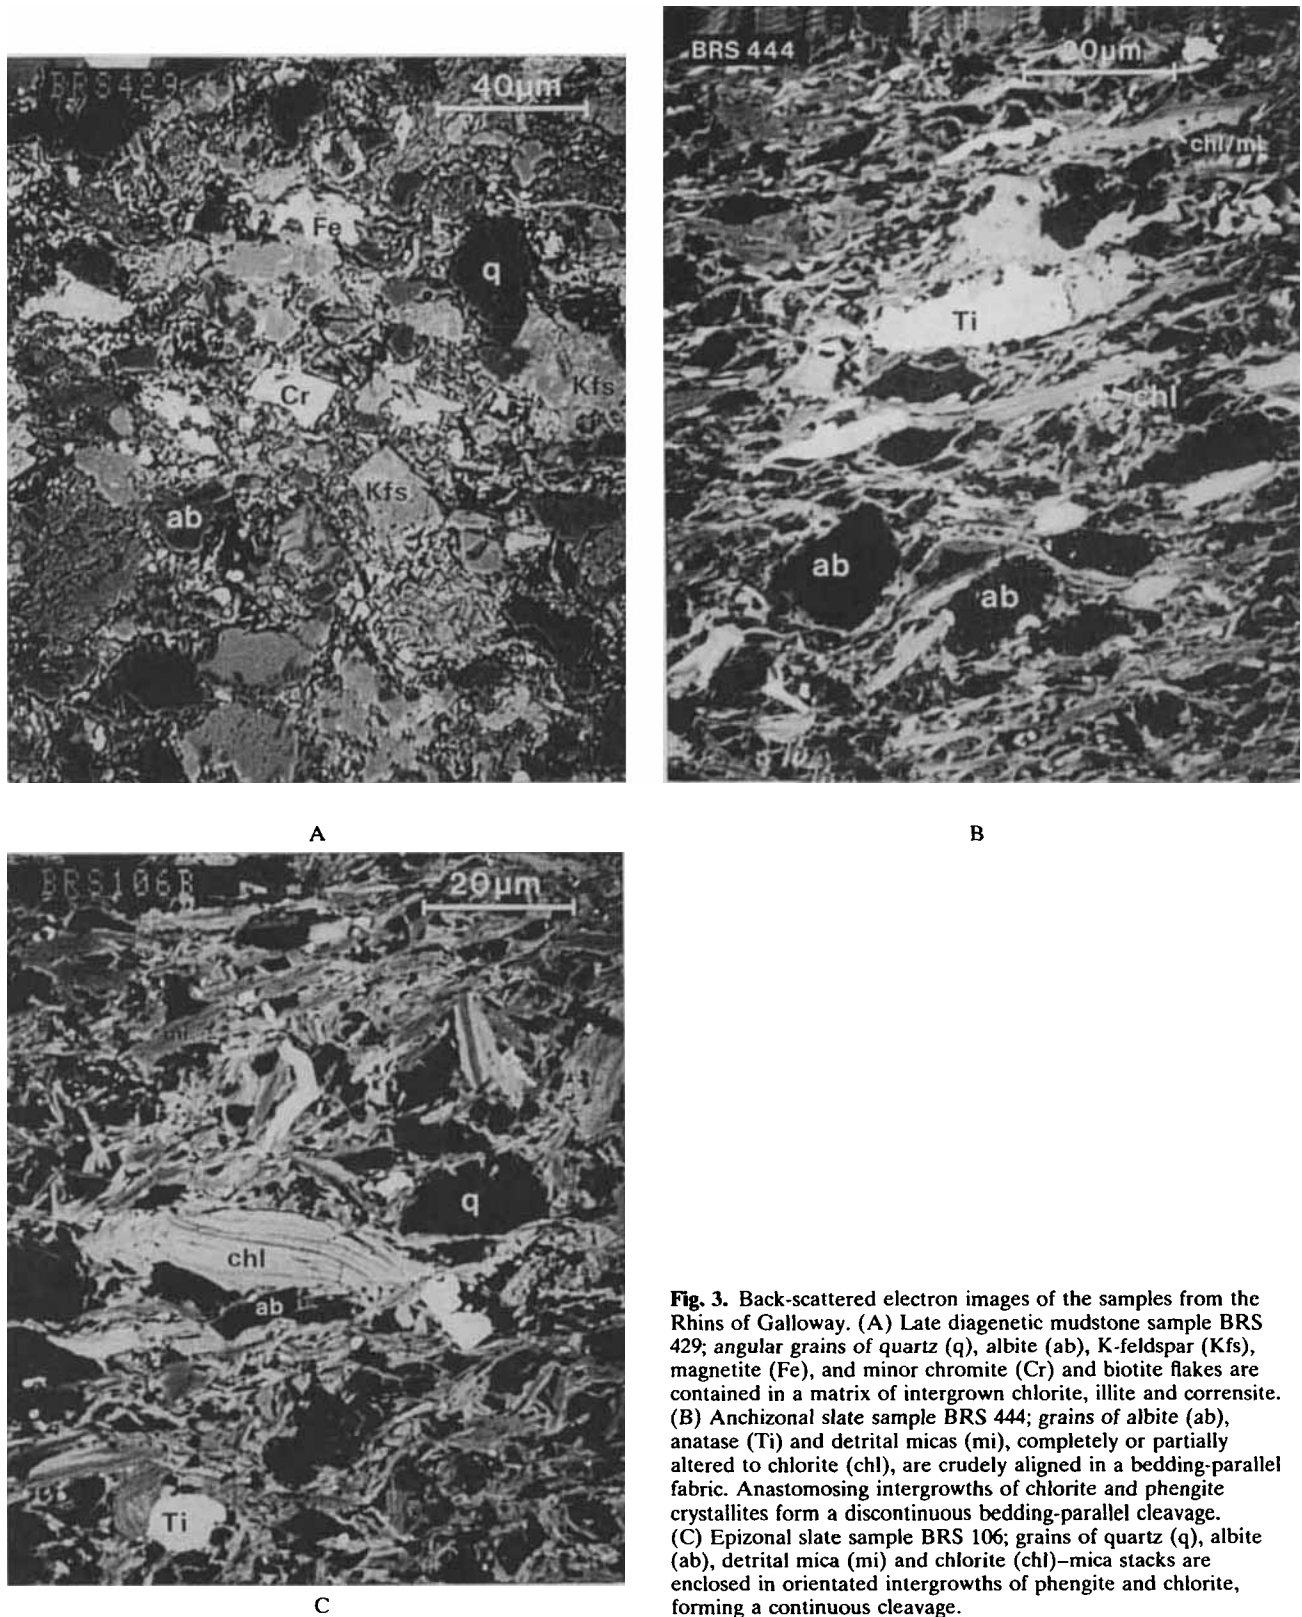 BRS429
40μm
Fe
q
Cr
Kfs
Kfs
ab
A
BRS 444
20μm
chl/mi
Ti
chl
ab
ab
B
BRS106B
20μm
mi
q
chl
ab
Ti
C
Fig. 3. Back-scattered electron images of the samples from the
Rhins of Galloway. (A) Late diagenetic mudstone sample BRS
429; angular grains of quartz (q), albite (ab), K-feldspar (Kfs),
magnetite (Fe), and minor chromite (Cr) and biotite flakes are
contained in a matrix of intergrown chlorite, illite and corrensite.
(B) Anchizonal slate sample BRS 444; grains of albite (ab),
anatase (Ti) and detrital micas (mi), completely or partially
altered to chlorite (chl), are crudely aligned in a bedding-parallel
fabric. Anastomosing intergrowths of chlorite and phengite
crystallites form a discontinuous bedding-parallel cleavage.
(C) Epizonal slate sample BRS 106; grains of quartz (q), albite
(ab), detrital mica (mi) and chlorite (chl)–mica stacks are
enclosed in orientated intergrowths of phengite and chlorite,
forming a continuous cleavage.